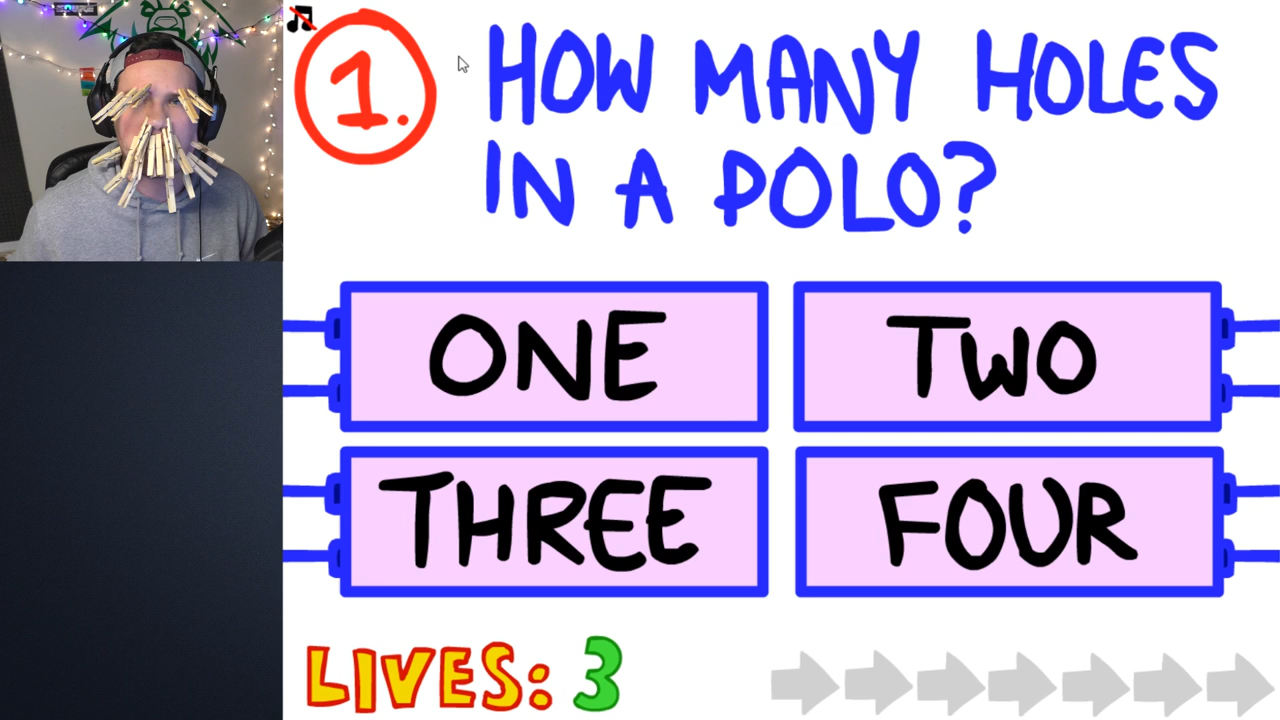 1. HOW MANY HOLES
IN A POLO?
ONE
TWO
THREE
FOUR
LIVES: 3